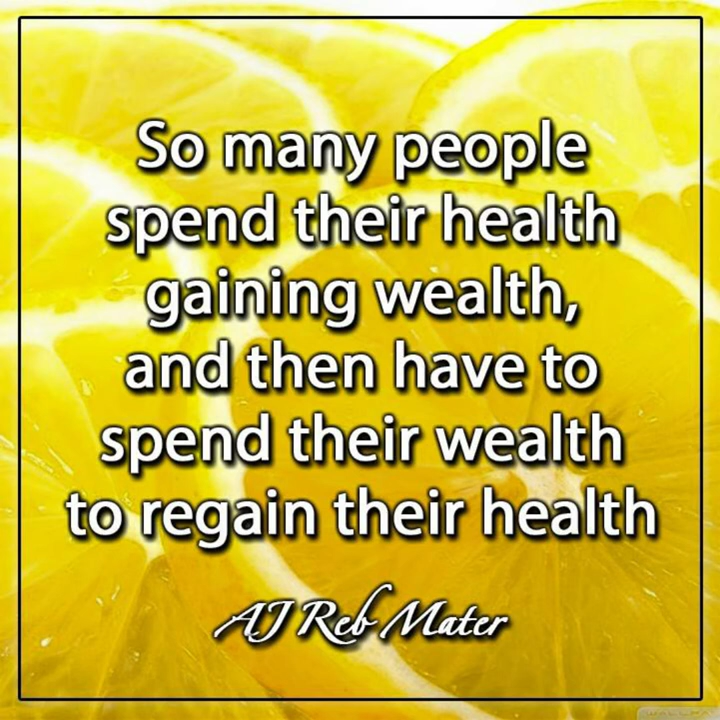 So many people
spend their health
gaining wealth,
and then have to
spend their wealth
to regain their health
AJ Reb Mater